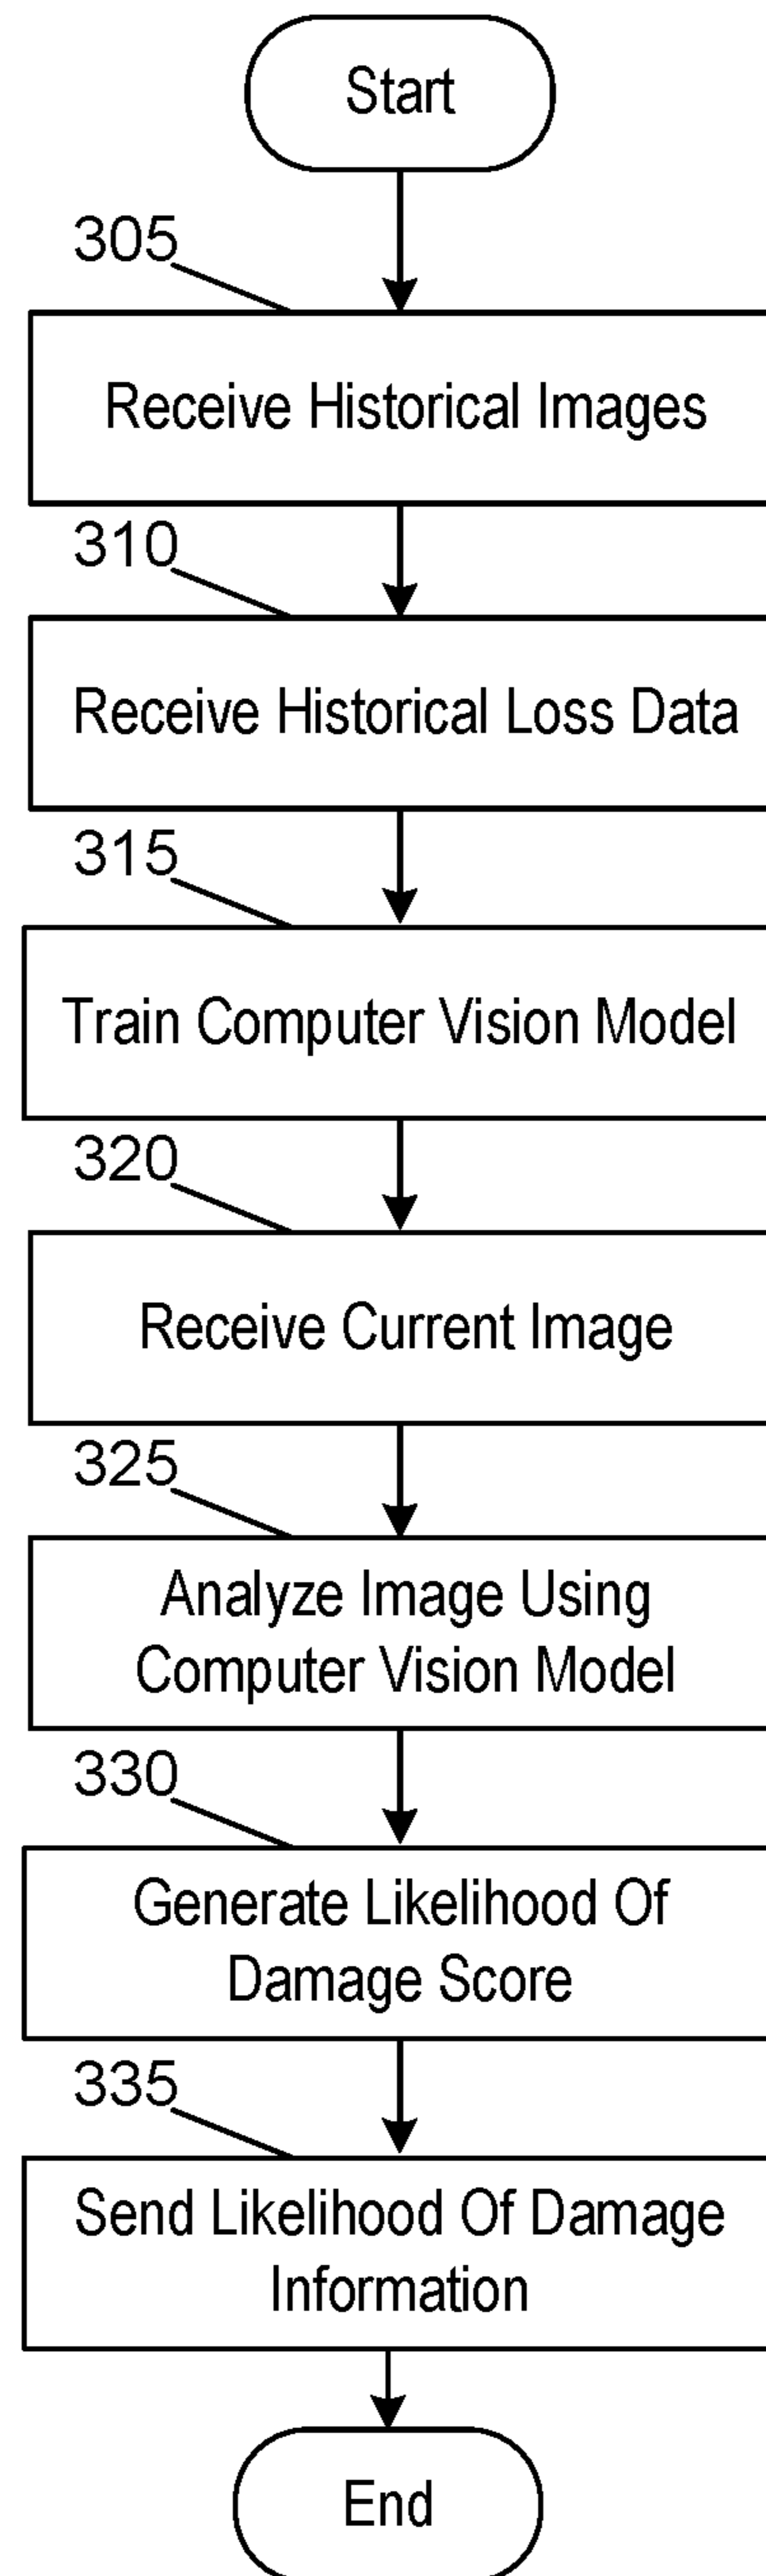 Start
305
Receive Historical Images
310
Receive Historical Loss Data
315
Train Computer Vision Model
320
Receive Current Image
325
Analyze Image Using
Computer Vision Model
330
Generate Likelihood Of
Damage Score
335
Send Likelihood Of Damage
Information
End